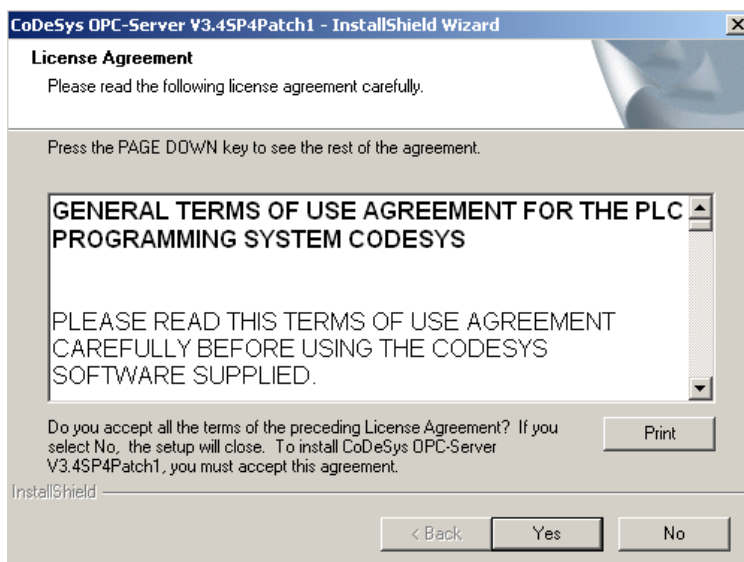 CoDeSys OPC-Server V3.4SP4Patch1 - InstallShield Wizard
License Agreement
Please read the following license agreement carefully.
Press the PAGE DOWN key to see the rest of the agreement.
GENERAL TERMS OF USE AGREEMENT FOR THE PLC
PROGRAMMING SYSTEM CODESYS
PLEASE READ THIS TERMS OF USE AGREEMENT
CAREFULLY BEFORE USING THE CODESYS
SOFTWARE SUPPLIED.
Do you accept all the terms of the preceding License Agreement? If you
select No, the setup will close. To install CoDeSys OPC-Server
V3.4SP4Patch1, you must accept this agreement.
Print
InstallShield
< Back
Yes
No